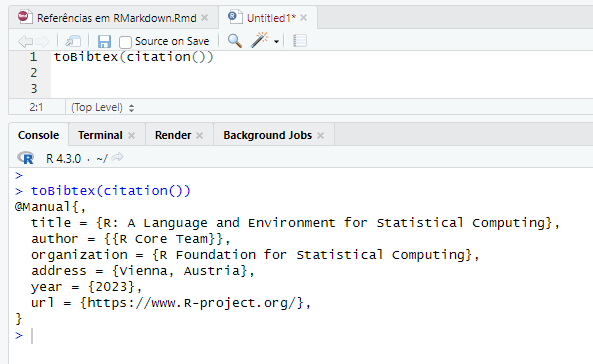 Referências em RMarkdown.Rmd
Untitled1*
Source on Save
1 toBibtex(citation())
2
3
2:1 (Top Level)
Console Terminal Render Background Jobs
R 4.3.0 · ~/
>
> toBibtex(citation())
@Manual{,
title = {R: A Language and Environment for Statistical Computing},
author = {{R Core Team}},
organization = {R Foundation for Statistical Computing},
address = {Vienna, Austria},
year = {2023},
url = {https://www.R-project.org/},
}
>